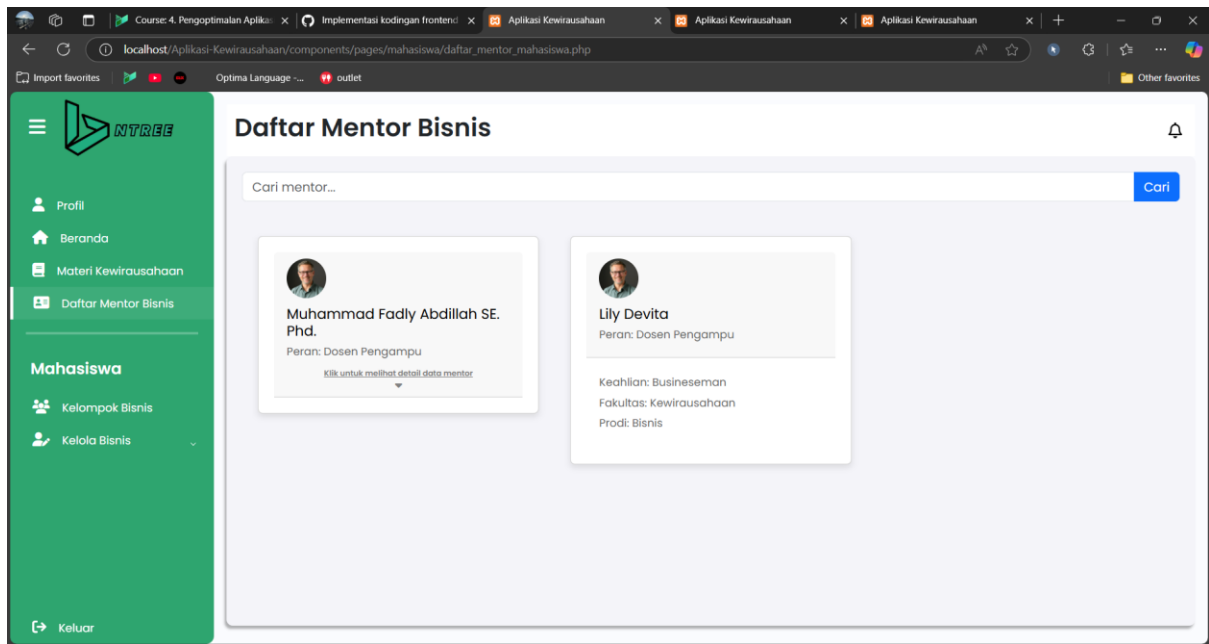 Course: 4. Pengoptimalan Aplikas
Implementasi kodingan frontend
Aplikasi Kewirausahaan
Aplikasi Kewirausahaan
Aplikasi Kewirausahaan
localhost/Aplikasi-Kewirausahaan/components/pages/mahasiswa/daftar_mentor_mahasiswa.php
Import favorites
Optima Language -...
outlet
Other favorites
NTREE
Daftar Mentor Bisnis
Cari mentor...
Cari
Profil
Beranda
Materi Kewirausahaan
Daftar Mentor Bisnis
Mahasiswa
Kelompok Bisnis
Kelola Bisnis
Keluar
Muhammad Fadly Abdillah SE.
Phd.
Peran: Dosen Pengampu
Klik untuk melihat detail data mentor
Lily Devita
Peran: Dosen Pengampu
Keahlian: Busineseman
Fakultas: Kewirausahaan
Prodi: Bisnis